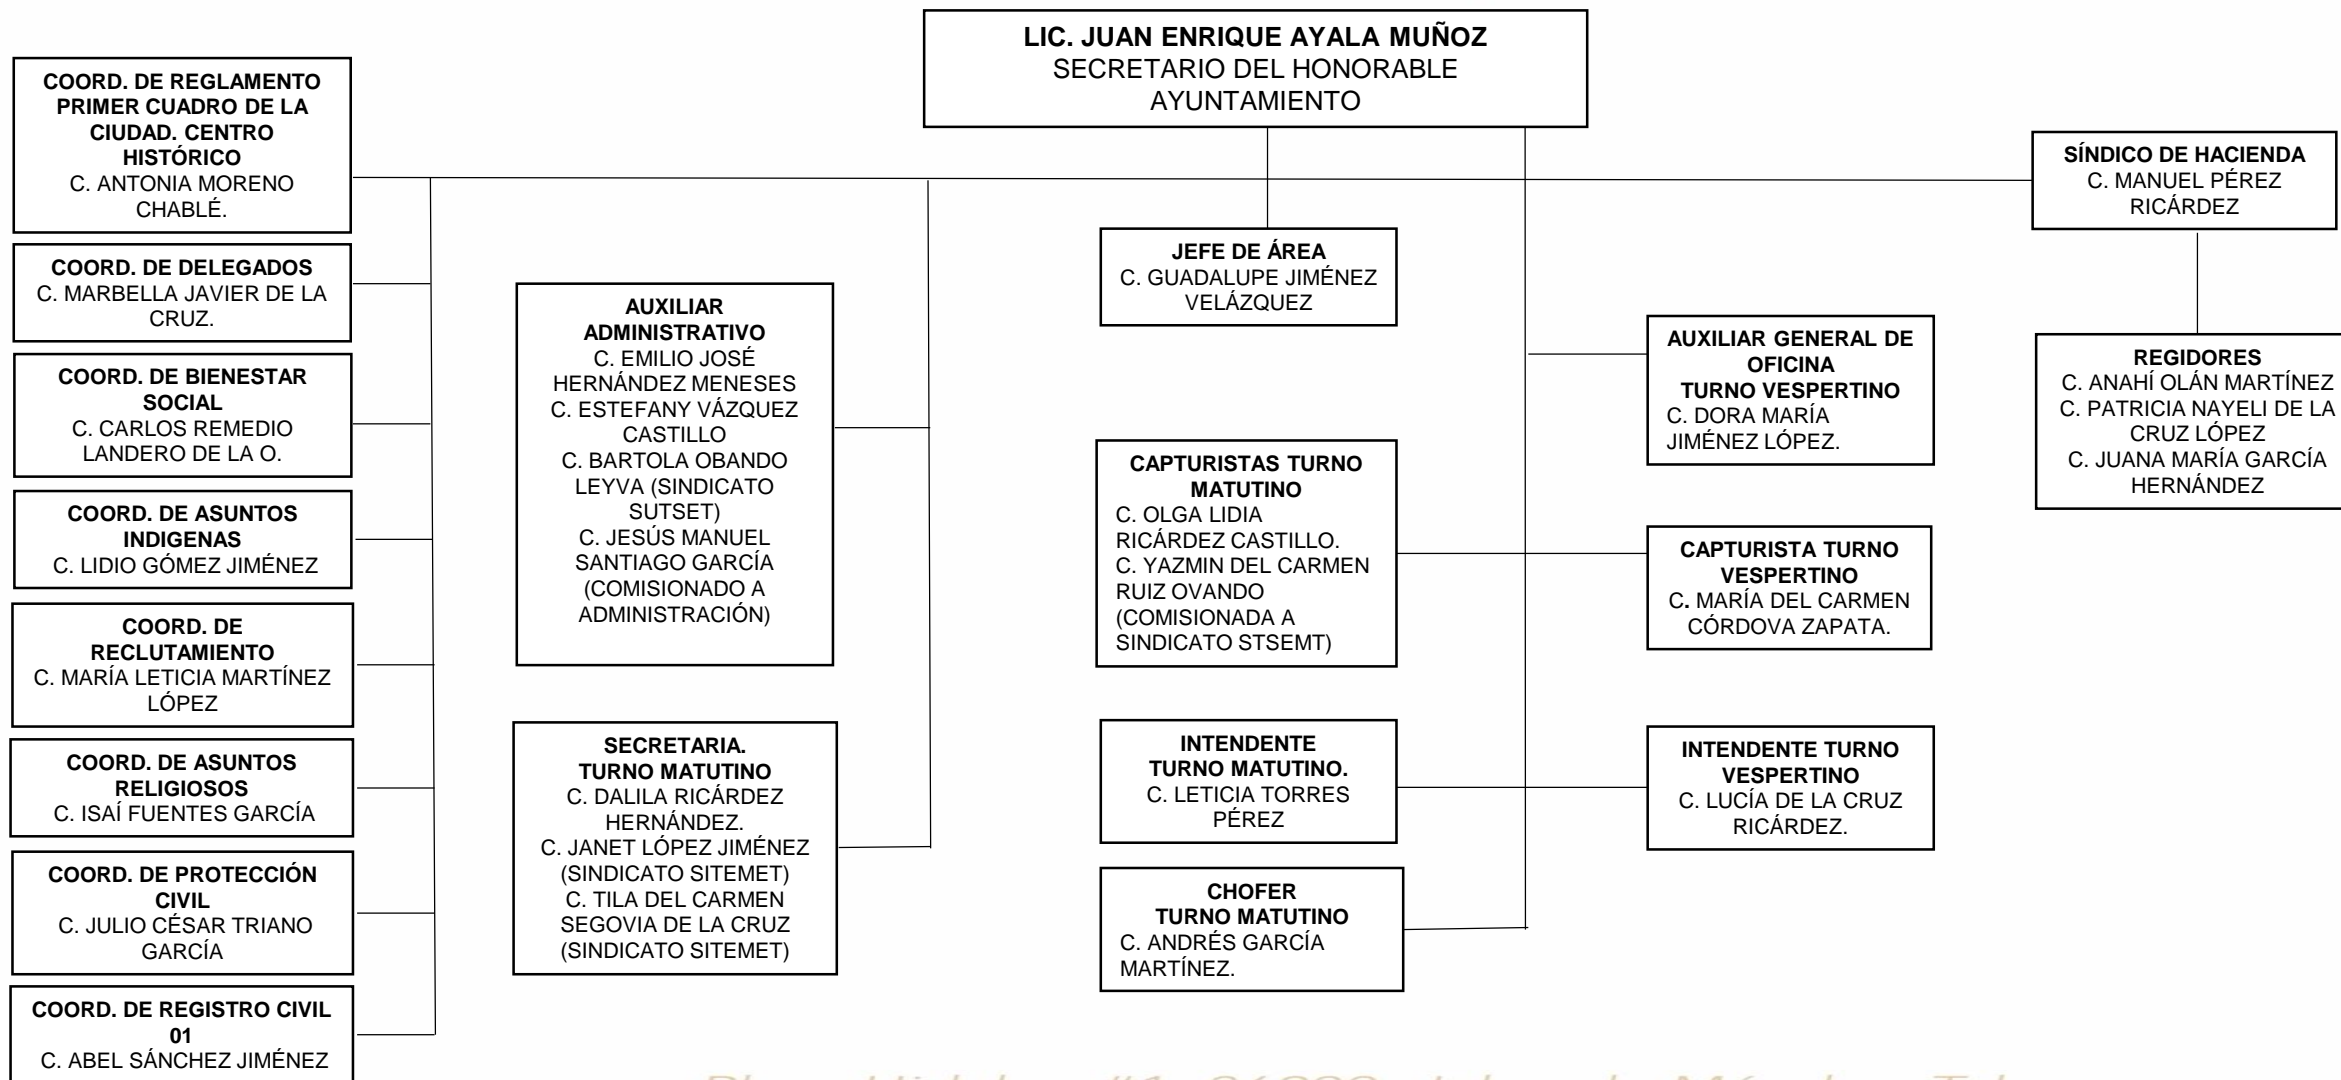 LIC. JUAN ENRIQUE AYALA MUÑOZ
SECRETARIO DEL HONORABLE
AYUNTAMIENTO
COORD. DE REGLAMENTO
PRIMER CUADRO DE LA
CIUDAD. CENTRO
HISTÓRICO
C. ANTONIA MORENO
CHABLÉ.
COORD. DE DELEGADOS
C. MARBELLA JAVIER DE LA
CRUZ.
COORD. DE BIENESTAR
SOCIAL
C. CARLOS REMEDIO
LANDERO DE LA O.
COORD. DE ASUNTOS
INDIGENAS
C. LIDIO GÓMEZ JIMÉNEZ
COORD. DE
RECLUTAMIENTO
C. MARÍA LETICIA MARTÍNEZ
LÓPEZ
COORD. DE ASUNTOS
RELIGIOSOS
C. ISAÍ FUENTES GARCÍA
COORD. DE PROTECCIÓN
CIVIL
C. JULIO CÉSAR TRIANO
GARCÍA
COORD. DE REGISTRO CIVIL
01
C. ABEL SÁNCHEZ JIMÉNEZ
AUXILIAR
ADMINISTRATIVO
C. EMILIO JOSÉ
HERNÁNDEZ MENESES
C. ESTEFANY VÁZQUEZ
CASTILLO
C. BARTOLA OBANDO
LEYVA (SINDICATO
SUTSET)
C. JESÚS MANUEL
SANTIAGO GARCÍA
(COMISIONADO A
ADMINISTRACIÓN)
SECRETARIA.
TURNO MATUTINO
C. DALILA RICÁRDEZ
HERNÁNDEZ.
C. JANET LÓPEZ JIMÉNEZ
(SINDICATO SITEMET)
C. TILA DEL CARMEN
SEGOVIA DE LA CRUZ
(SINDICATO SITEMET)
JEFE DE ÁREA
C. GUADALUPE JIMÉNEZ
VELÁZQUEZ
CAPTURISTAS TURNO
MATUTINO
C. OLGA LIDIA
RICÁRDEZ CASTILLO.
C. YAZMIN DEL CARMEN
RUIZ OVANDO
(COMISIONADA A
SINDICATO STSEMT)
INTENDENTE
TURNO MATUTINO.
C. LETICIA TORRES
PÉREZ
CHOFER
TURNO MATUTINO
C. ANDRÉS GARCÍA
MARTÍNEZ.
AUXILIAR GENERAL DE
OFICINA
TURNO VESPERTINO
C. DORA MARÍA
JIMÉNEZ LÓPEZ.
CAPTURISTA TURNO
VESPERTINO
C. MARÍA DEL CARMEN
CÓRDOVA ZAPATA.
INTENDENTE TURNO
VESPERTINO
C. LUCÍA DE LA CRUZ
RICÁRDEZ.
SÍNDICO DE HACIENDA
C. MANUEL PÉREZ
RICÁRDEZ
REGIDORES
C. ANAHÍ OLÁN MARTÍNEZ
C. PATRICIA NAYELI DE LA
CRUZ LÓPEZ
C. JUANA MARÍA GARCÍA
HERNÁNDEZ